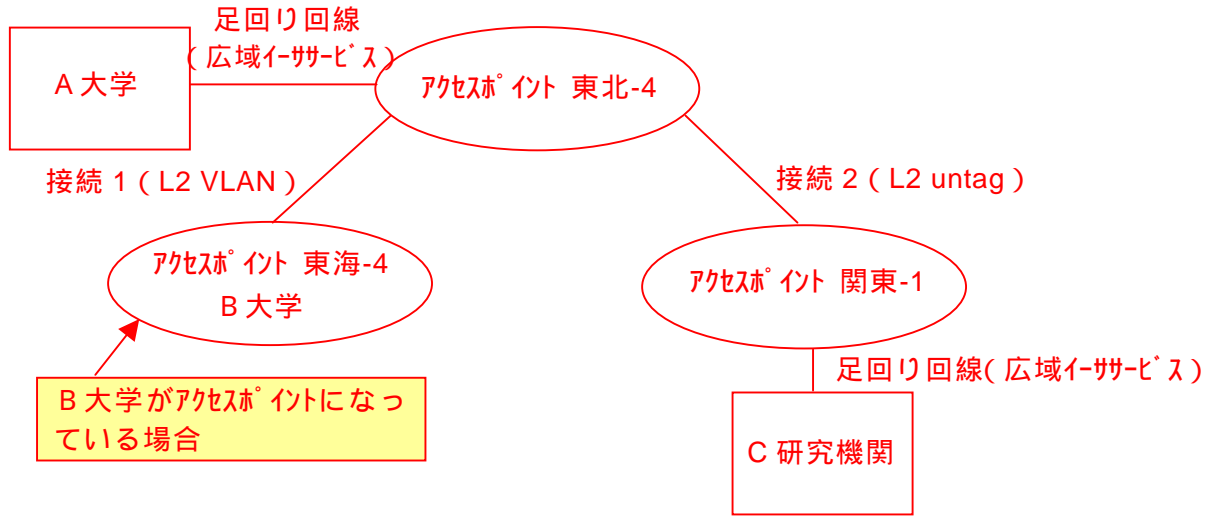 足回り回線
(広域ｲｰｻｻｰﾋﾞｽ)
A大学
ｱｸｾｽﾎﾟｲﾝﾄ 東北-4
接続1(L2 VLAN)
接続2(L2 untag)
ｱｸｾｽﾎﾟｲﾝﾄ 東海-4
B大学
ｱｸｾｽﾎﾟｲﾝﾄ 関東-1
足回り回線(広域ｲｰｻｻｰﾋﾞｽ)
B大学がｱｸｾｽﾎﾟｲﾝﾄになっ
ている場合
C研究機関